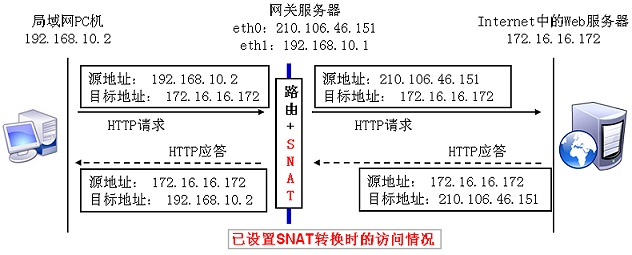 局域网PC机
192.168.10.2
网关服务器
eth0: 210.106.46.151
eth1: 192.168.10.1
Internet中的Web服务器
172.16.16.172
源地址: 192.168.10.2
目标地址: 172.16.16.172
HTTP请求
源地址: 210.106.46.151
目标地址: 172.16.16.172
HTTP请求
路由+SNAT
HTTP应答
源地址: 172.16.16.172
目标地址: 192.168.10.2
HTTP应答
源地址: 172.16.16.172
目标地址: 210.106.46.151
已设置SNAT转换时的访问情况